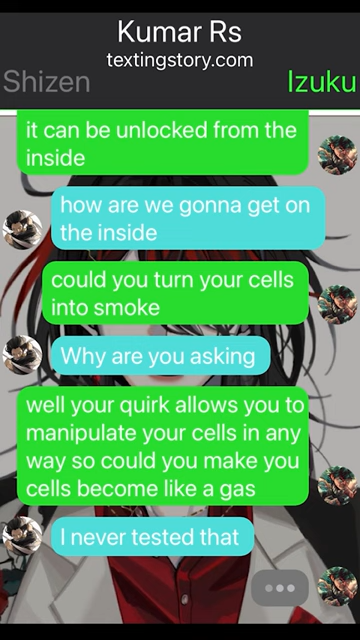 Kumar Rs
textingstory.com
Shizen Izuku
it can be unlocked from the
inside
how are we gonna get on
the inside
could you turn your cells
into smoke
Why are you asking
well your quirk allows you to
manipulate your cells in any
way so could you make you
cells become like a gas
I never tested that